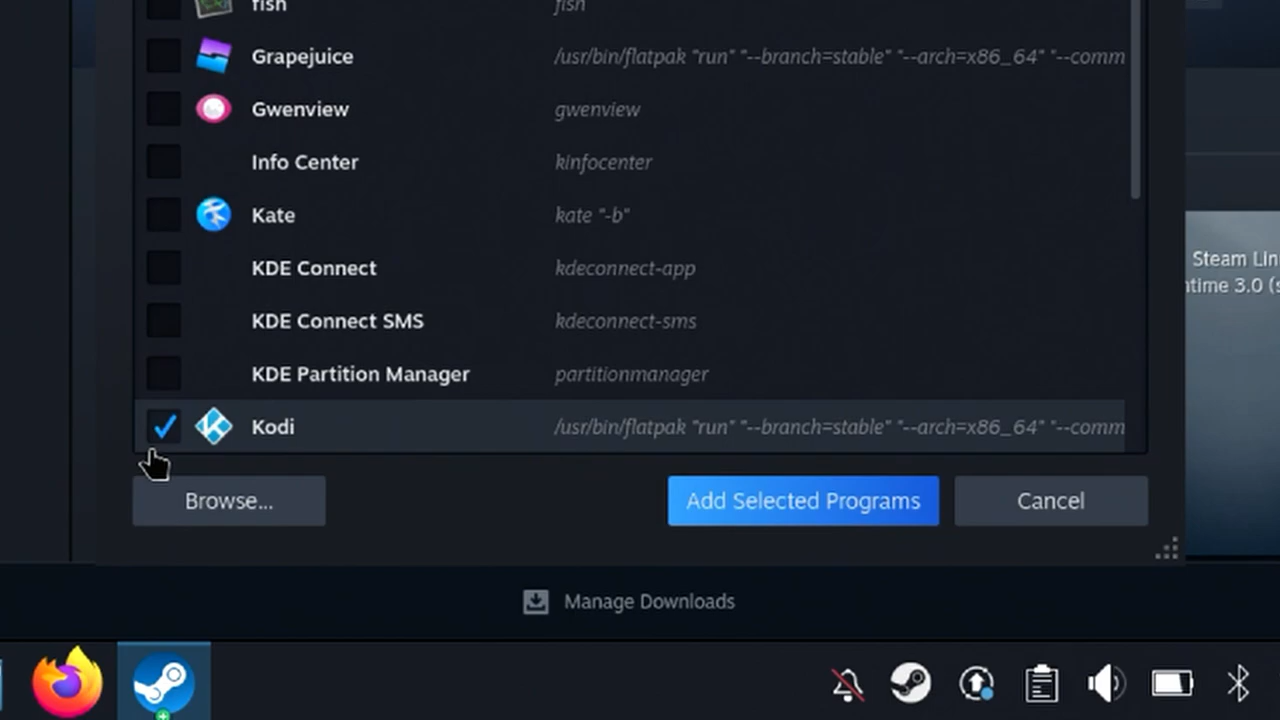 fish fish
Grapejuice /usr/bin/flatpak "run" "--branch=stable" "--arch=x86_64" "--comm
Gwenview gwenview
Info Center kinfocenter
Kate kate "-b"
KDE Connect kdeconnect-app
KDE Connect SMS kdeconnect-sms
KDE Partition Manager partitionmanager
Kodi /usr/bin/flatpak "run" "--branch=stable" "--arch=x86_64" "--comm
Steam Lin
ntime 3.0 (s
Browse... Add Selected Programs Cancel
Manage Downloads